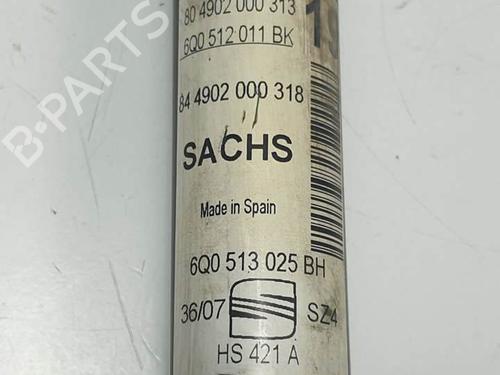 80 4902 000 313
6Q0 512 011 BK
84 4902 000 318
SACHS
Made in Spain
6Q0 513 025 BH
36/07 SZ4
HS 421 A
B-PARTS